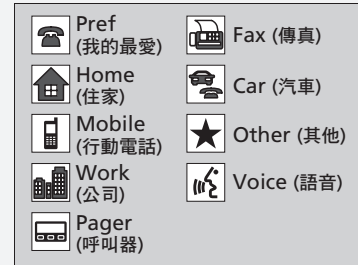 Pref
(我的最愛)
Home
(住家)
Mobile
(行動電話)
Work
(公司)
Pager
(呼叫器)
Fax (傳真)
Car (汽車)
Other (其他)
Voice (語音)